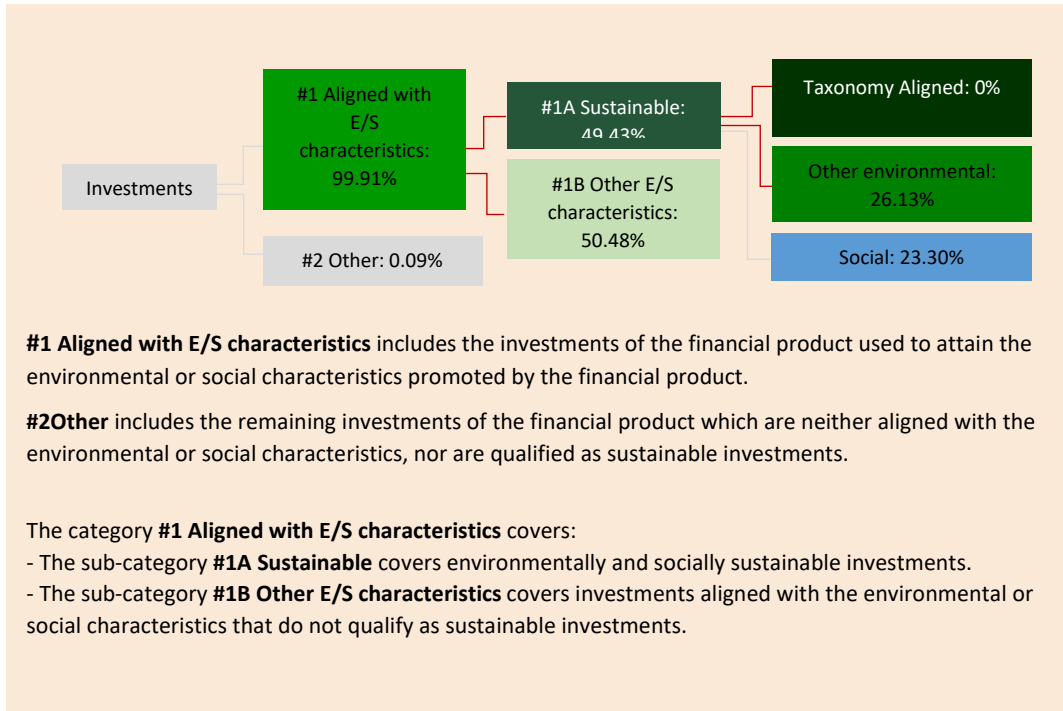 Investments
#1 Aligned with
E/S
characteristics:
99.91%
#2 Other: 0.09%
#1A Sustainable:
49.43%
#1B Other E/S
characteristics:
50.48%
Taxonomy Aligned: 0%
Other environmental:
26.13%
Social: 23.30%
#1 Aligned with E/S characteristics includes the investments of the financial product used to attain the
environmental or social characteristics promoted by the financial product.
#2Other includes the remaining investments of the financial product which are neither aligned with the
environmental or social characteristics, nor are qualified as sustainable investments.
The category #1 Aligned with E/S characteristics covers:
- The sub-category #1A Sustainable covers environmentally and socially sustainable investments.
- The sub-category #1B Other E/S characteristics covers investments aligned with the environmental or
social characteristics that do not qualify as sustainable investments.